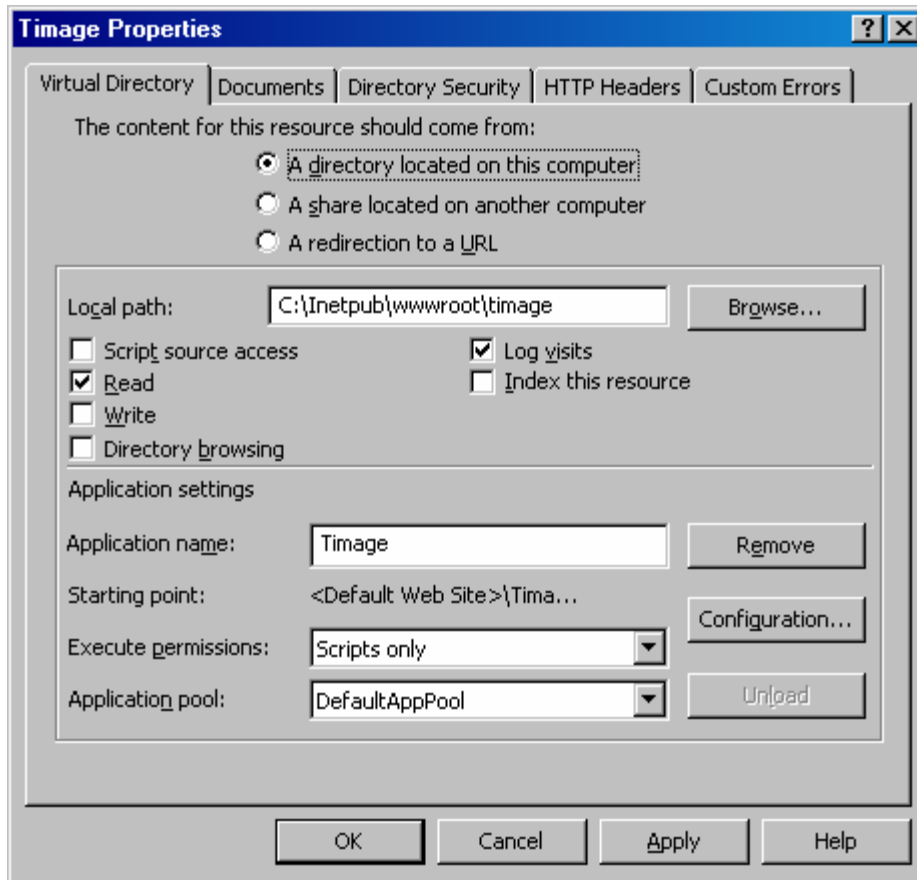 Timage Properties
Virtual Directory Documents Directory Security HTTP Headers Custom Errors
The content for this resource should come from:
A directory located on this computer
A share located on another computer
A redirection to a URL
Local path: C:\Inetpub\wwwroot\timage Browse...
Script source access Log visits
Read Index this resource
Write
Directory browsing
Application settings
Application name: Timage Remove
Starting point: <Default Web Site>\Tima...
Configuration...
Execute permissions: Scripts only
Application pool: DefaultAppPool Unload
OK Cancel Apply Help